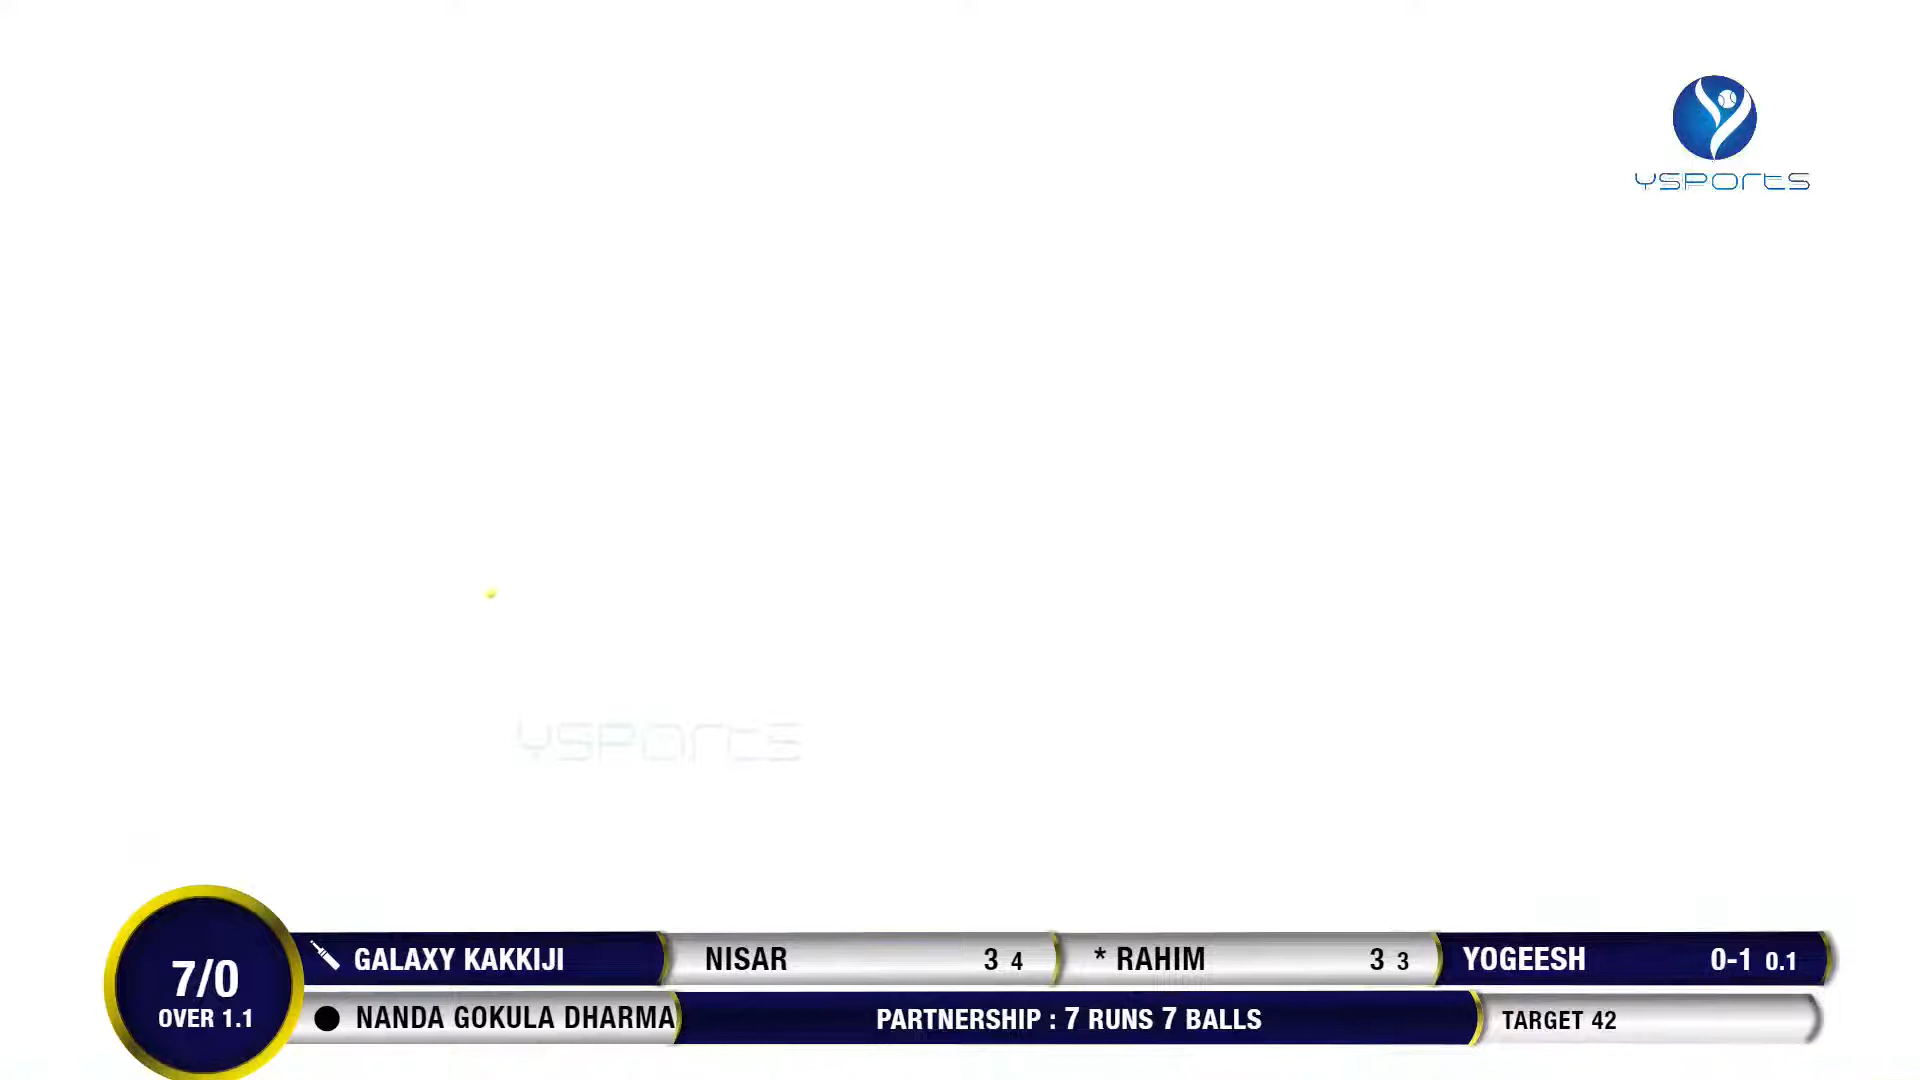 YSPORTS
YSPORTS
7/0
OVER 1.1
GALAXY KAKKIJI
NISAR 3 4
* RAHIM 3 3
YOGEESH 0-1 0.1
NANDA GOKULA DHARMA
PARTNERSHIP : 7 RUNS 7 BALLS
TARGET 42